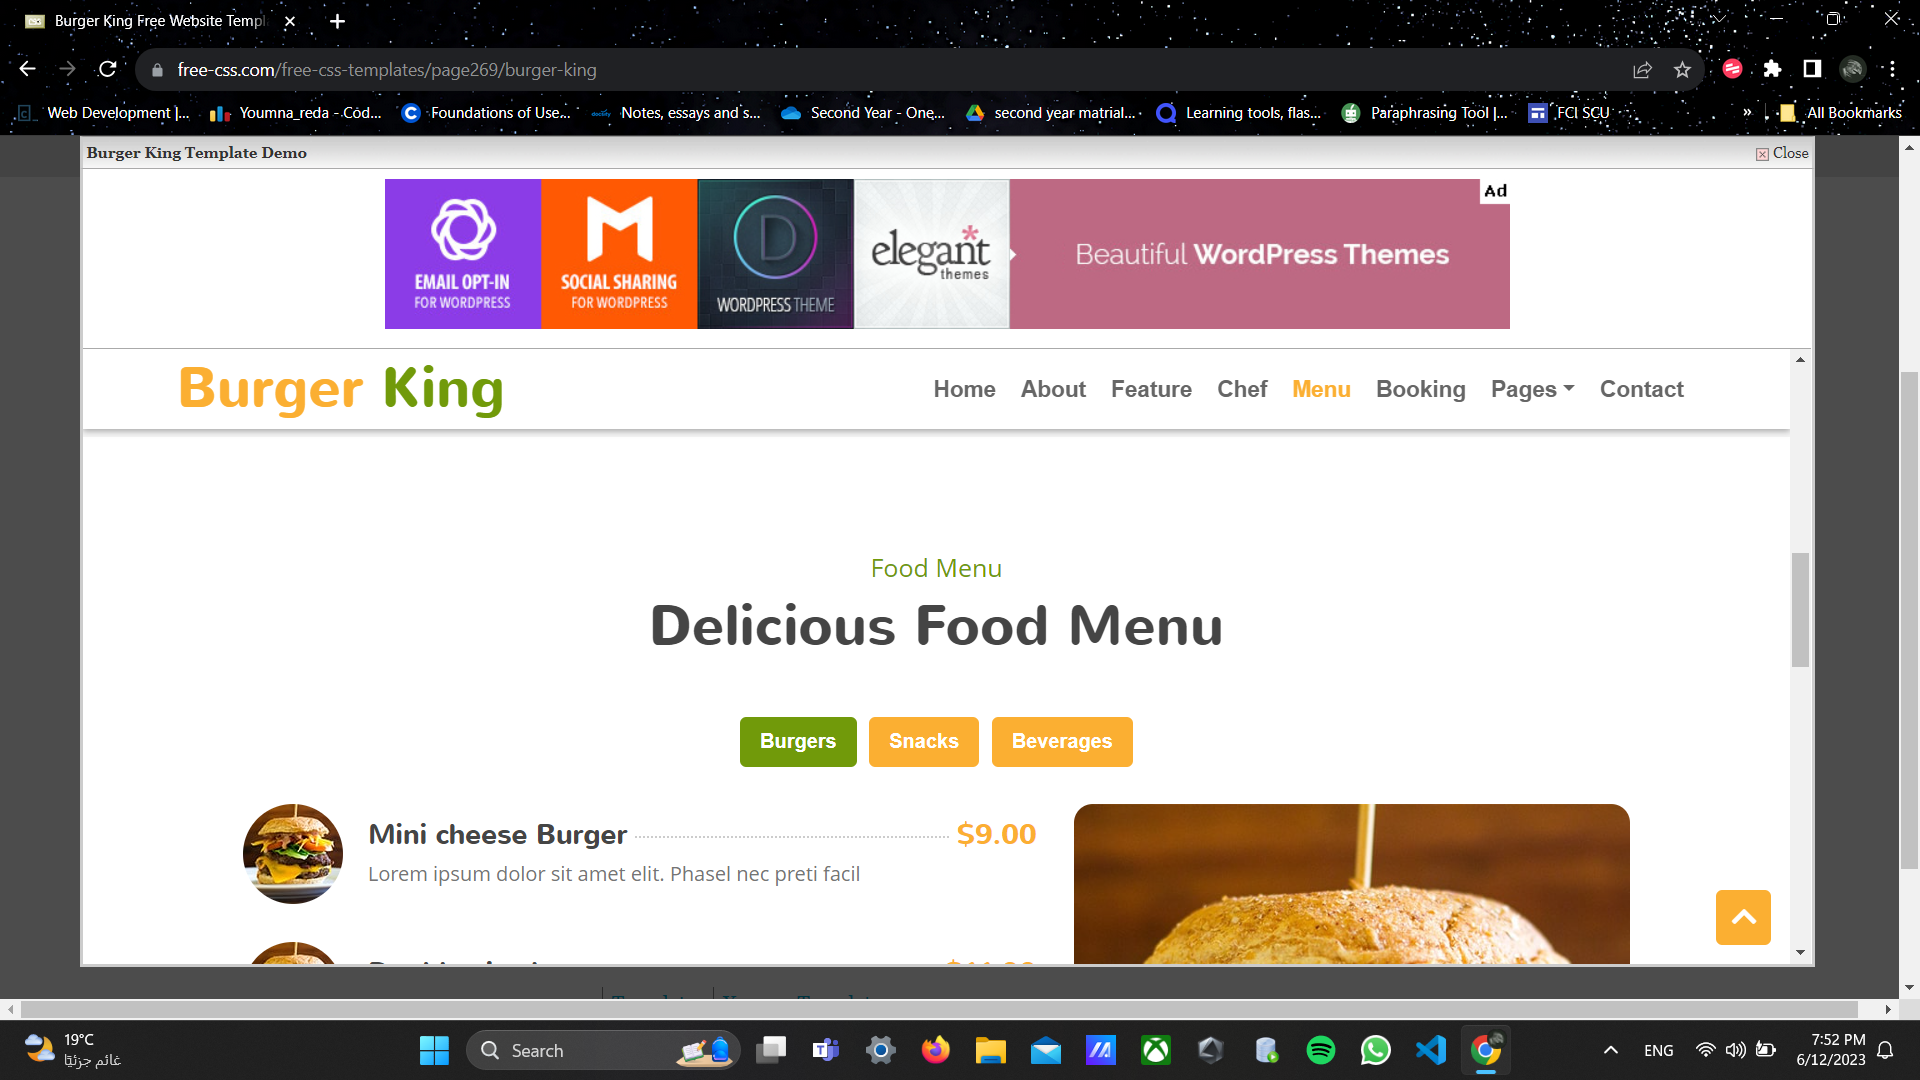 Burger King Free Website Templ
free-css.com/free-css-templates/page269/burger-king
Web Development |...
Youmna_reda - Cod...
Foundations of Use...
Notes, essays and s...
Second Year - One...
second year matrial...
Learning tools, flas...
Paraphrasing Tool |...
FCI SCU
»
All Bookmarks
Burger King Template Demo
Close
EMAIL OPT-IN
FOR WORDPRESS
SOCIAL SHARING
FOR WORDPRESS
D
WORDPRESS THEME
elegant
themes
Beautiful WordPress Themes
Ad
Burger King
Home About Feature Chef Menu Booking Pages Contact
Food Menu
Delicious Food Menu
Burgers Snacks Beverages
Mini cheese Burger $9.00
Lorem ipsum dolor sit amet elit. Phasel nec preti facil
19°C
غائم جزئيًا
Search
ENG
7:52 PM
6/12/2023